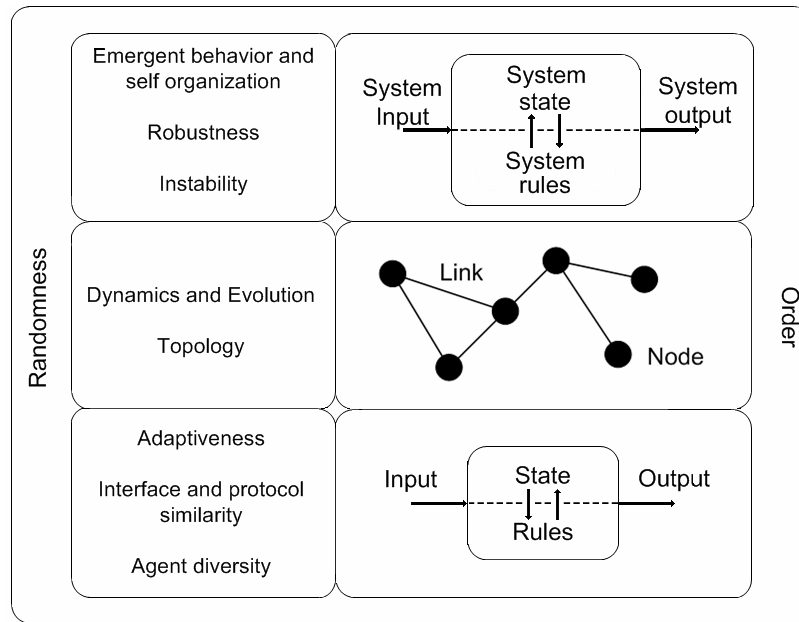 Randomness
Emergent behavior and
self organization
Robustness
Instability
System
Input
System
state
System
rules
System
output
Dynamics and Evolution
Topology
Link
Node
Adaptiveness
Interface and protocol
similarity
Agent diversity
Input
State
Rules
Output
Order